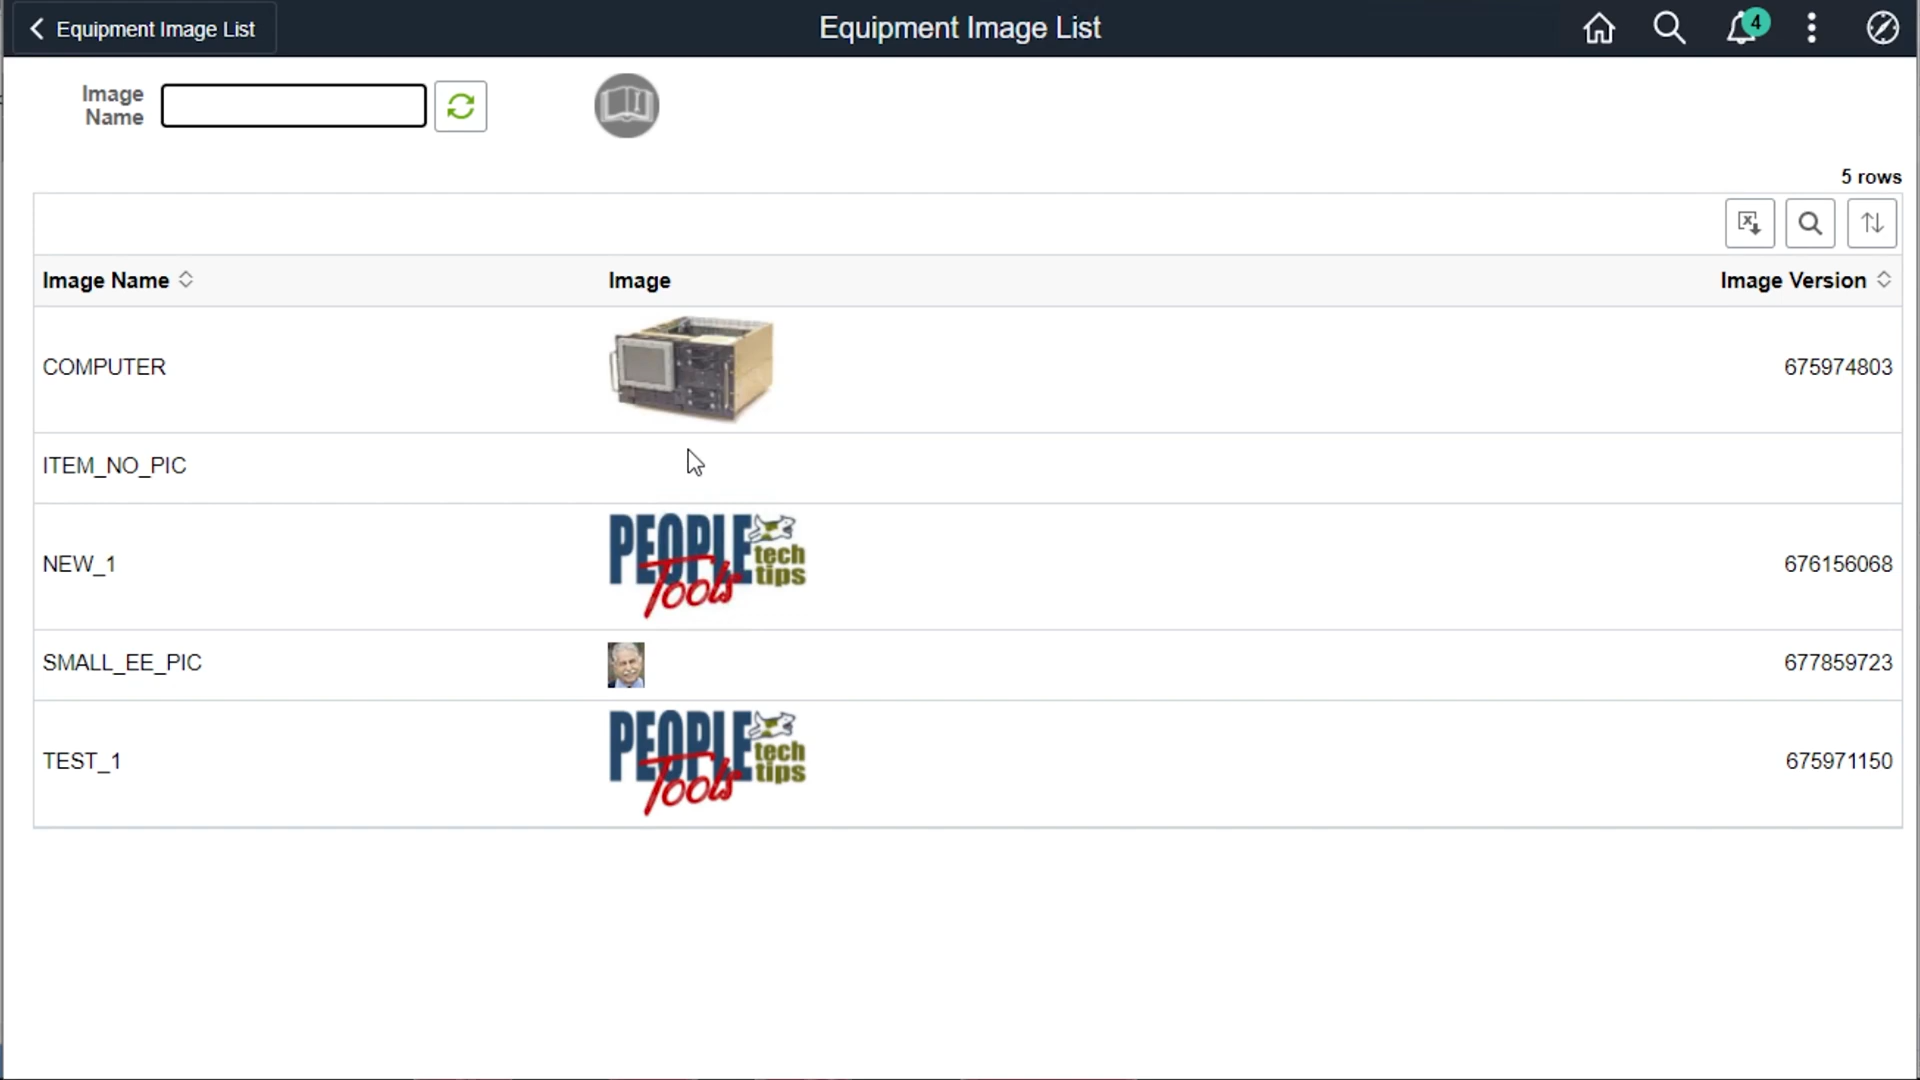 Equipment Image List
Equipment Image List
4
Image
Name
5 rows
Image Name
Image
Image Version
COMPUTER
675974803
ITEM_NO_PIC
NEW_1
PEOPLE
Tools
tech
tips
676156068
SMALL_EE_PIC
677859723
TEST_1
PEOPLE
Tools
tech
tips
675971150